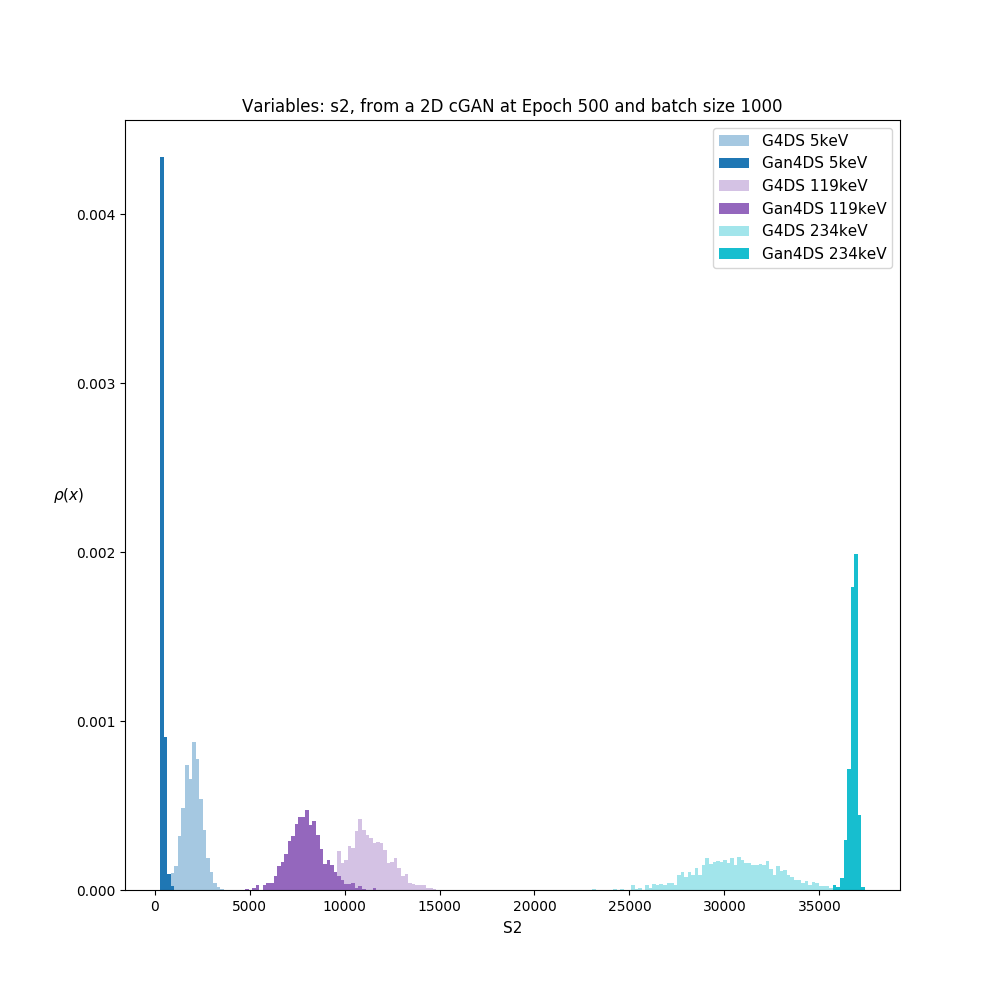 Variables: s2, from a 2D cGAN at Epoch 500 and batch size 1000
G4DS 5keV
Gan4DS 5keV
G4DS 119keV
Gan4DS 119keV
G4DS 234keV
Gan4DS 234keV
0.004
0.003
ρ(x)
0.002
0.001
0.000
0 5000 10000 15000 20000 25000 30000 35000
S2